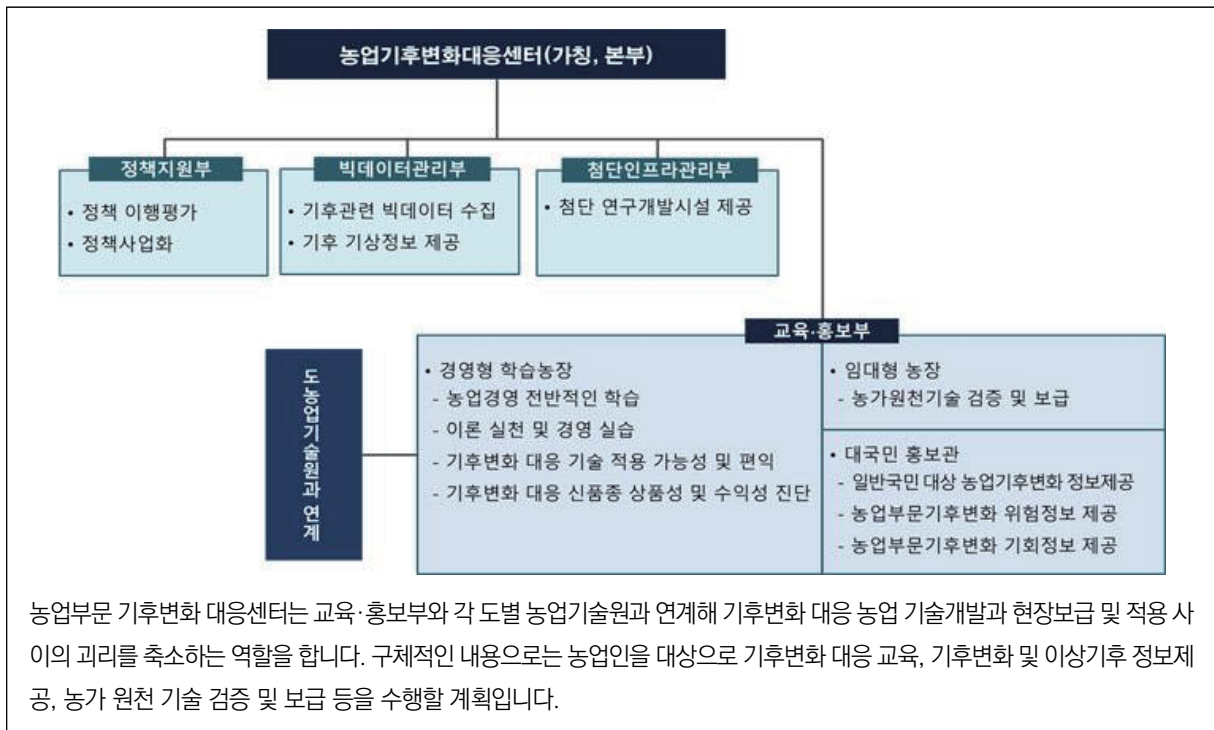 농업기후변화대응센터(가칭, 본부)
정책지원부
• 정책 이행평가
• 정책사업화
빅데이터관리부
• 기후관련 빅데이터 수집
• 기후 기상정보 제공
첨단인프라관리부
• 첨단 연구개발시설 제공
교육·홍보부
도농업기술원과 연계
• 경영형 학습농장
- 농업경영 전반적인 학습
- 이론 실천 및 경영 실습
- 기후변화 대응 기술 적용 가능성 및 편익
- 기후변화 대응 신품종 상품성 및 수익성 진단
• 임대형 농장
- 농가원천기술 검증 및 보급
• 대국민 홍보관
- 일반국민 대상 농업기후변화 정보제공
- 농업부문기후변화 위험정보 제공
- 농업부문기후변화 기회정보 제공
농업부문 기후변화 대응센터는 교육·홍보부와 각 도별 농업기술원과 연계해 기후변화 대응 농업 기술개발과 현장보급 및 적용 사
이의 괴리를 축소하는 역할을 합니다. 구체적인 내용으로는 농업인을 대상으로 기후변화 대응 교육, 기후변화 및 이상기후 정보제
공, 농가 원천 기술 검증 및 보급 등을 수행할 계획입니다.